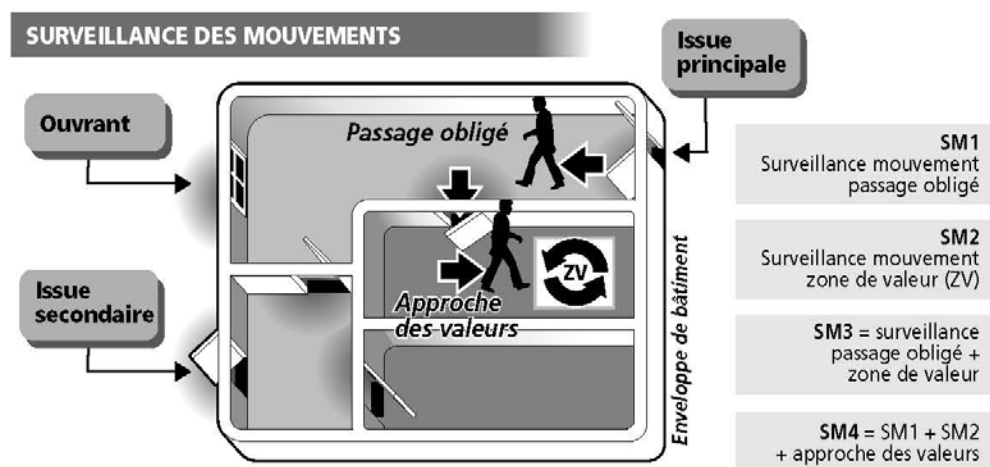 SURVEILLANCE DES MOUVEMENTS
Issue
principale
Ouvrant
Passage obligé
SM1
Surveillance mouvement
passage obligé
SM2
Surveillance mouvement
zone de valeur (ZV)
ZV
Issue
secondaire
Approche
des valeurs
Enveloppe de bâtiment
SM3 = surveillance
passage obligé +
zone de valeur
SM4 = SM1 + SM2
+ approche des valeurs